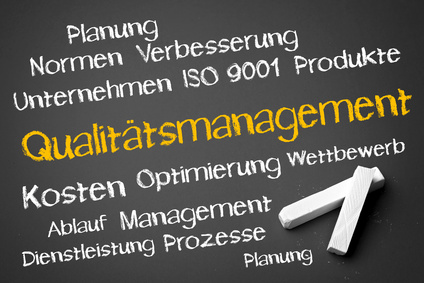 Planung
Normen Verbesserung
Unternehmen ISO 9001 Produkte
Qualitätsmanagement
Kosten Optimierung Wettbewerb
Ablauf Management
Dienstleistung Prozesse
Planung